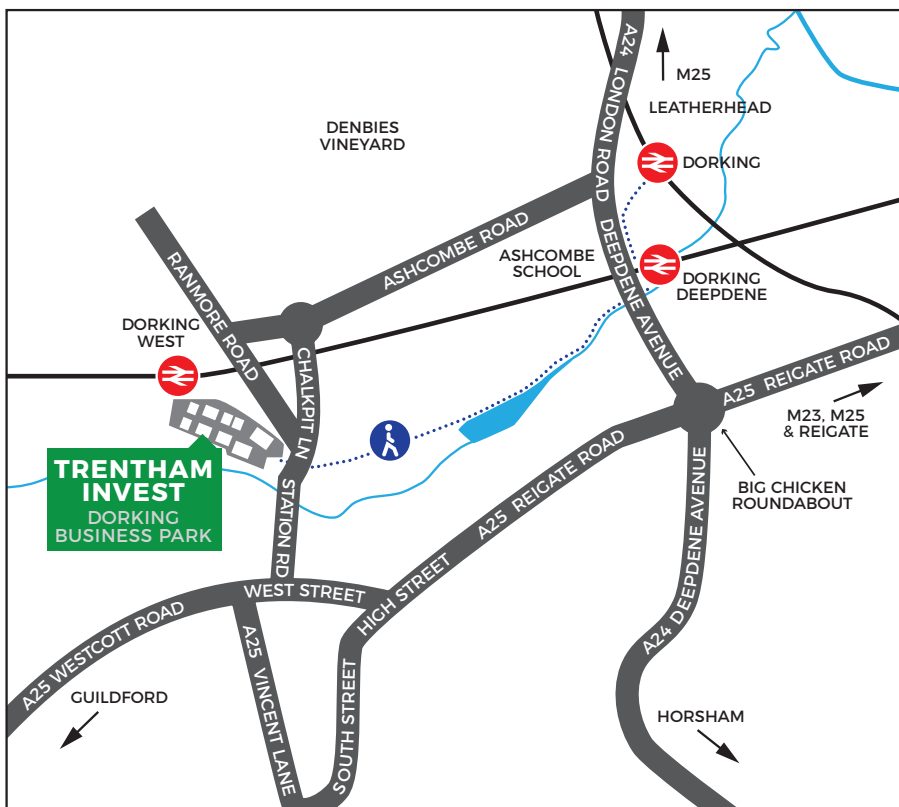 A24 LONDON ROAD
M25
LEATHERHEAD
DENBIES
VINEYARD
DORKING
ASHCOMBE ROAD
RANMORE ROAD
ASHCOMBE
SCHOOL
DEEPDENE AVENUE
DORKING
DEEPDENE
DORKING
WEST
CHALKPIT LN
A25 REIGATE ROAD
M23, M25
& REIGATE
TRENTHAM
INVEST
DORKING
BUSINESS PARK
STATION RD
A25 REIGATE ROAD
BIG CHICKEN
ROUNDABOUT
WEST STREET
HIGH STREET
A24 DEEPDENE AVENUE
A25 WESTCOTT ROAD
A25 VINCENT LANE
SOUTH STREET
GUILDFORD
HORSHAM